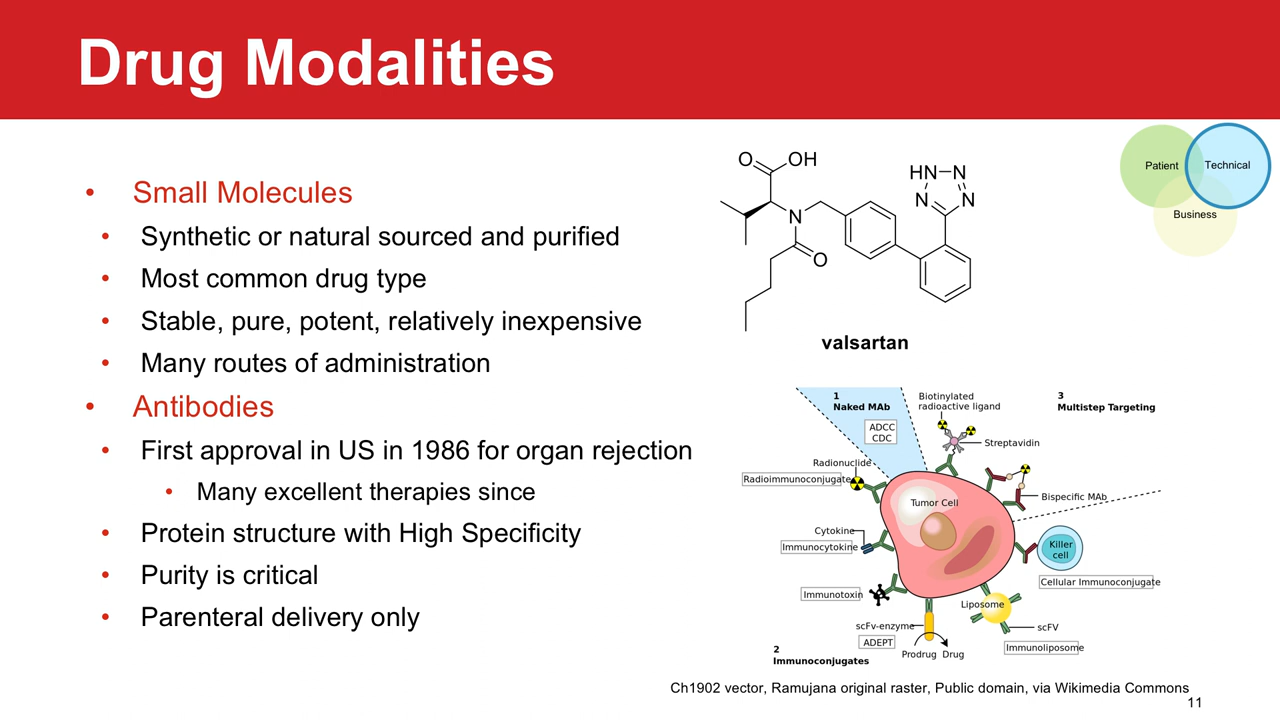 Drug Modalities
Patient
Technical
Business
• Small Molecules
• Synthetic or natural sourced and purified
• Most common drug type
• Stable, pure, potent, relatively inexpensive
• Many routes of administration
• Antibodies
• First approval in US in 1986 for organ rejection
• Many excellent therapies since
• Protein structure with High Specificity
• Purity is critical
• Parenteral delivery only
O
OH
N
O
HN
N
N
N
valsartan
1
Naked MAb
ADCC
CDC
Biotinylated
radioactive ligand
3
Multistep Targeting
Streptavidin
Radionuclide
Radioimmunoconjugate
Tumor Cell
Bispecific MAb
Cytokine
Immunocytokine
Killer
cell
Cellular Immunoconjugate
Immunotoxin
Liposome
scFv-enzyme
ADEPT
scFV
Immunoliposome
Prodrug Drug
2
Immunoconjugates
Ch1902 vector, Ramujana original raster, Public domain, via Wikimedia Commons
11